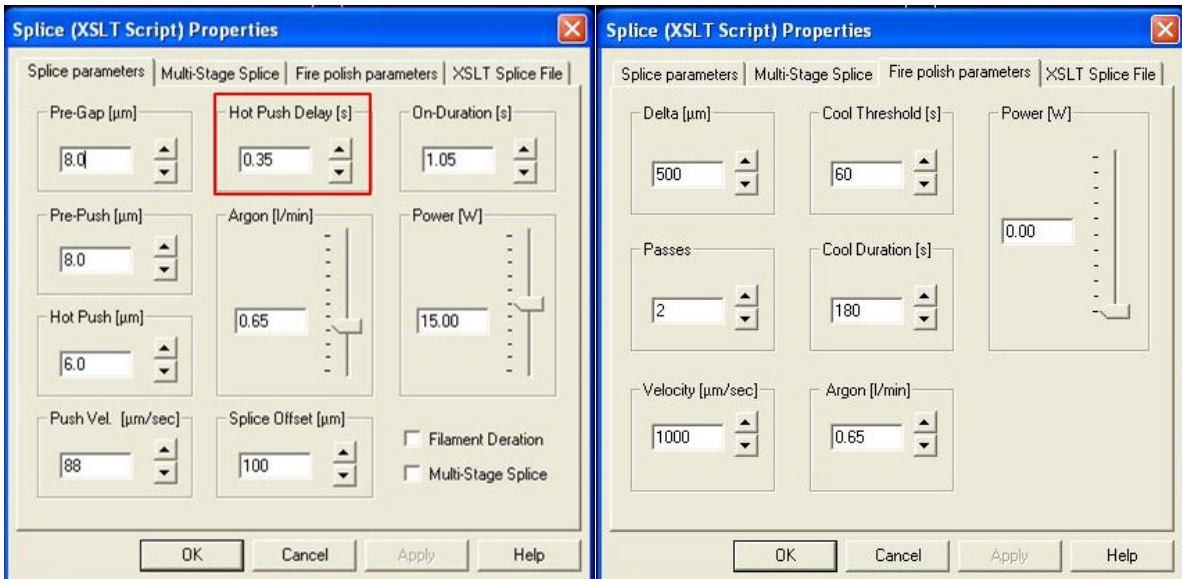 Splice (XSLT Script) Properties
Splice parameters Multi-Stage Splice Fire polish parameters XSLT Splice File
Pre-Gap [µm] Hot Push Delay [s] On-Duration [s]
8.0 0.35 1.05
Pre-Push [µm] Argon [l/min] Power [W]
8.0
Hot Push [µm]
0.65 15.00
6.0
Push Vel. [µm/sec] Splice Offset [µm]
Filament Deration
88 100
Multi-Stage Splice
OK Cancel Apply Help
Splice (XSLT Script) Properties
Splice parameters Multi-Stage Splice Fire polish parameters XSLT Splice File
Delta [µm] Cool Threshold [s] Power [W]
500 60
0.00
Passes Cool Duration [s]
2 180
Velocity [µm/sec] Argon [l/min]
1000 0.65
OK Cancel Apply Help